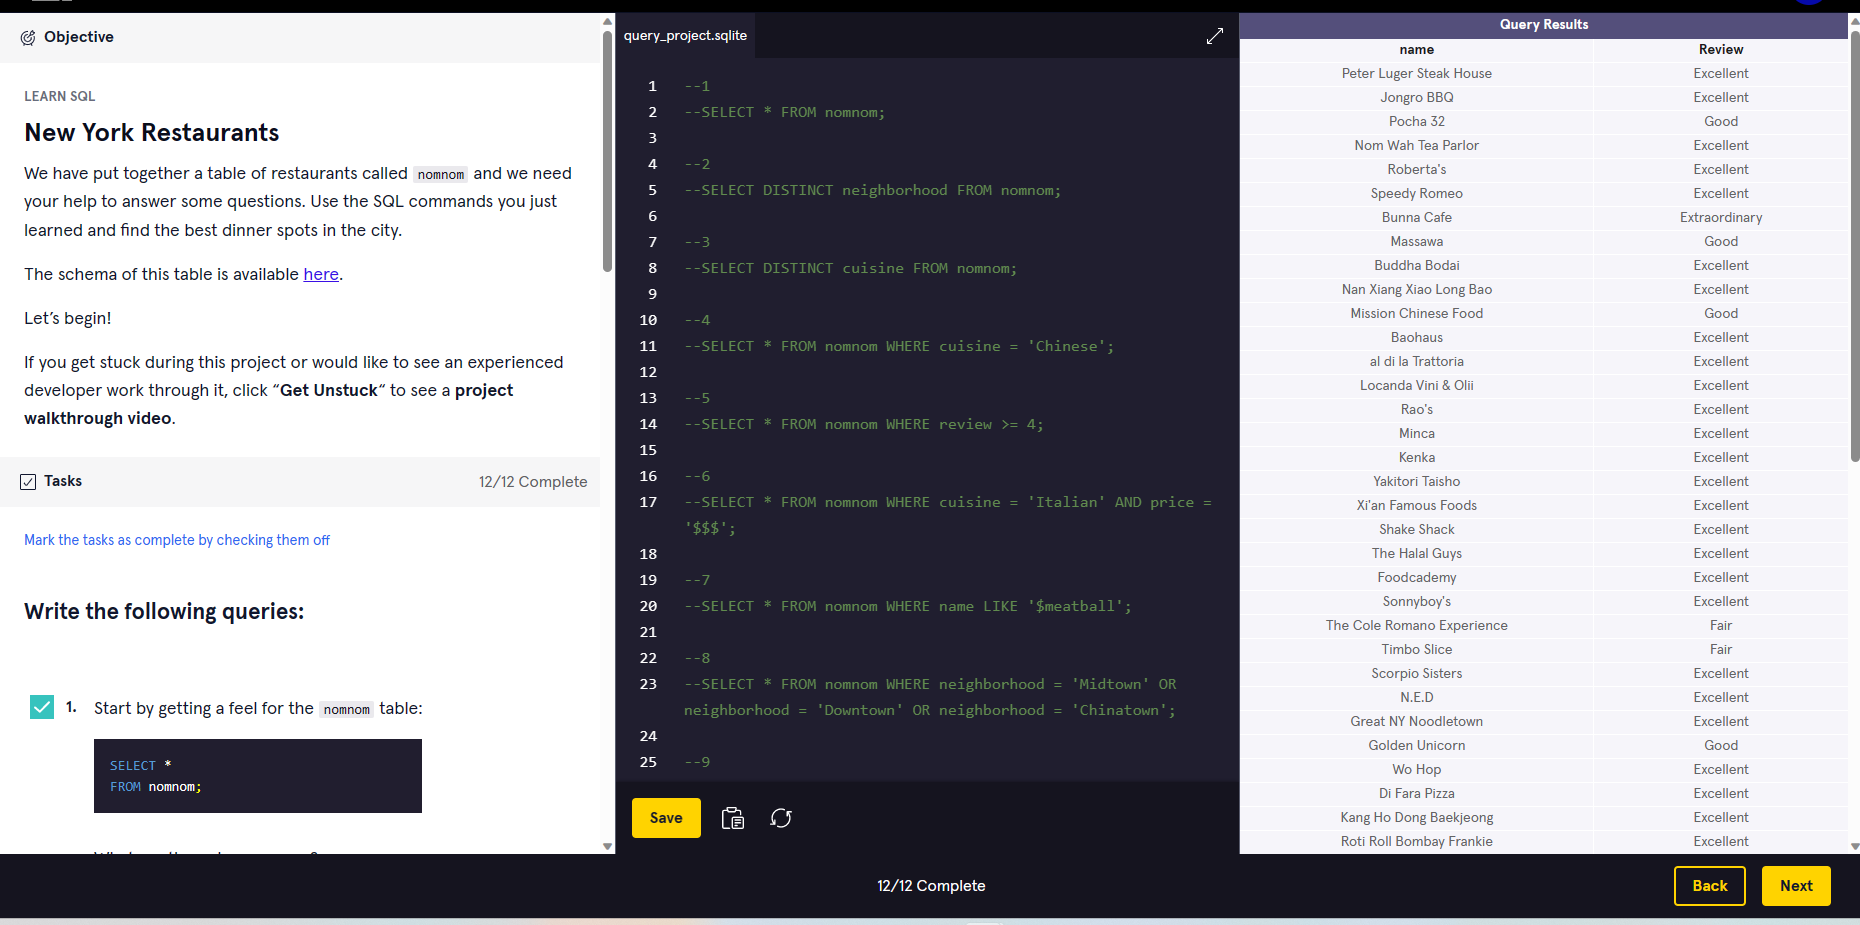 Objective
LEARN SQL
New York Restaurants
We have put together a table of restaurants called nomnom and we need
your help to answer some questions. Use the SQL commands you just
learned and find the best dinner spots in the city.
The schema of this table is available here.
Let's begin!
If you get stuck during this project or would like to see an experienced
developer work through it, click “Get Unstuck“ to see a project
walkthrough video.
Tasks
12/12 Complete
Mark the tasks as complete by checking them off
Write the following queries:
1. Start by getting a feel for the nomnom table:
SELECT *
FROM nomnom;
query_project.sqlite
1 --1
2 --SELECT * FROM nomnom;
3
4 --2
5 --SELECT DISTINCT neighborhood FROM nomnom;
6
7 --3
8 --SELECT DISTINCT cuisine FROM nomnom;
9
10 --4
11 --SELECT * FROM nomnom WHERE cuisine = 'Chinese';
12
13 --5
14 --SELECT * FROM nomnom WHERE review >= 4;
15
16 --6
17 --SELECT * FROM nomnom WHERE cuisine = 'Italian' AND price =
'$$$';
18
19 --7
20 --SELECT * FROM nomnom WHERE name LIKE '$meatball';
21
22 --8
23 --SELECT * FROM nomnom WHERE neighborhood = 'Midtown' OR
neighborhood = 'Downtown' OR neighborhood = 'Chinatown';
24
25 --9
Save
Query Results
name Review
Peter Luger Steak House Excellent
Jongro BBQ Excellent
Pocha 32 Good
Nom Wah Tea Parlor Excellent
Roberta's Excellent
Speedy Romeo Excellent
Bunna Cafe Extraordinary
Massawa Good
Buddha Bodai Excellent
Nan Xiang Xiao Long Bao Excellent
Mission Chinese Food Good
Baohaus Excellent
al di la Trattoria Excellent
Locanda Vini & Olii Excellent
Rao's Excellent
Minca Excellent
Kenka Excellent
Yakitori Taisho Excellent
Xi'an Famous Foods Excellent
Shake Shack Excellent
The Halal Guys Excellent
Foodcademy Excellent
Sonnyboy's Excellent
The Cole Romano Experience Fair
Timbo Slice Fair
Scorpio Sisters Excellent
N.E.D Excellent
Great NY Noodletown Excellent
Golden Unicorn Good
Wo Hop Excellent
Di Fara Pizza Excellent
Kang Ho Dong Baekjeong Excellent
Roti Roll Bombay Frankie Excellent
12/12 Complete
Back
Next